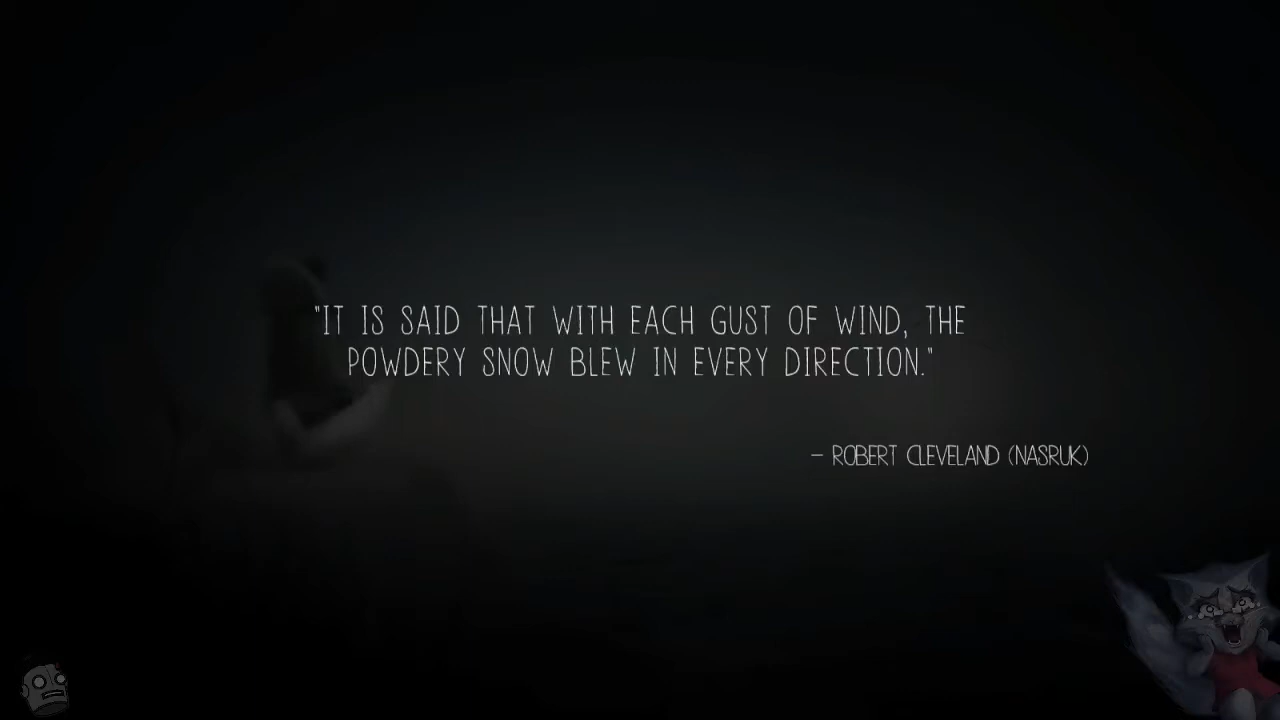 "IT IS SAID THAT WITH EACH GUST OF WIND, THE
POWDERY SNOW BLEW IN EVERY DIRECTION."
– ROBERT CLEVELAND (NASRUK)